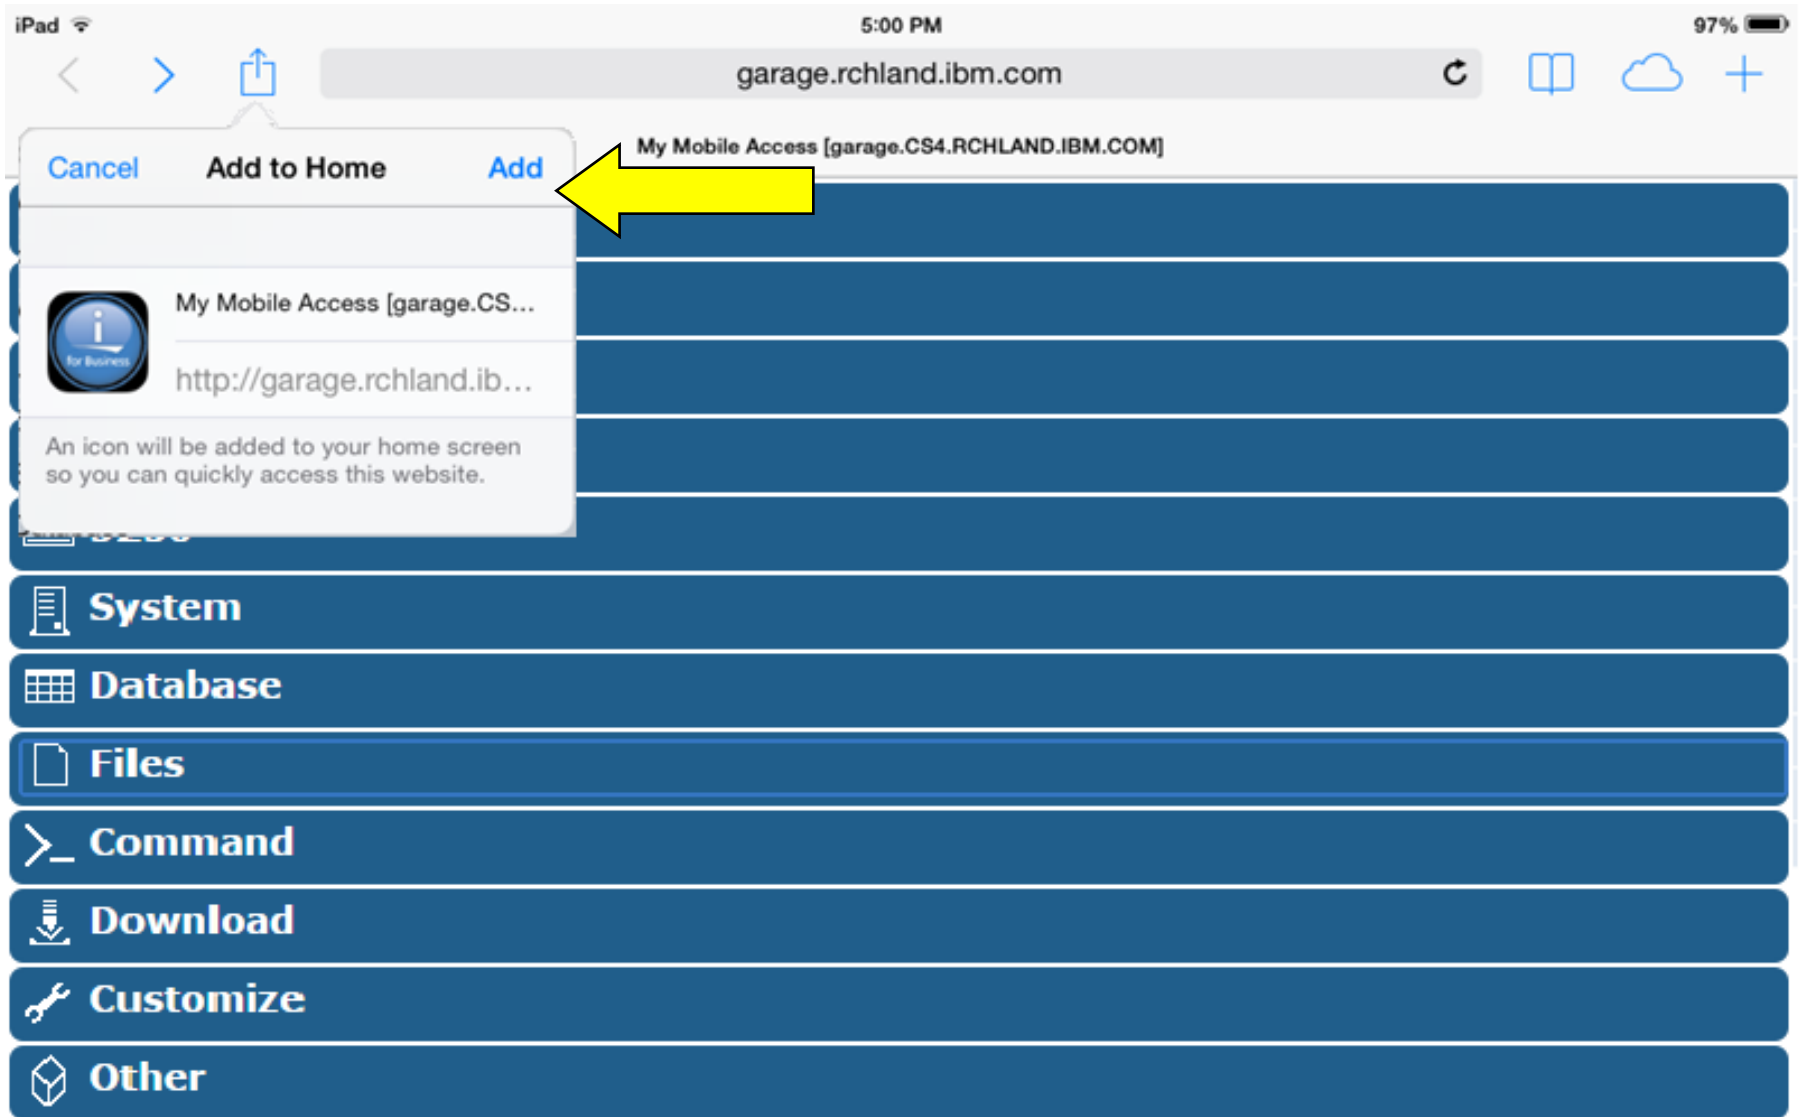 iPad 5:00 PM 97%
garage.rchland.ibm.com
My Mobile Access [garage.CS4.RCHLAND.IBM.COM]
Cancel Add to Home Add
My Mobile Access [garage.CS...
i
for Business
http://garage.rchland.ib...
An icon will be added to your home screen
so you can quickly access this website.
System
Database
Files
Command
Download
Customize
Other